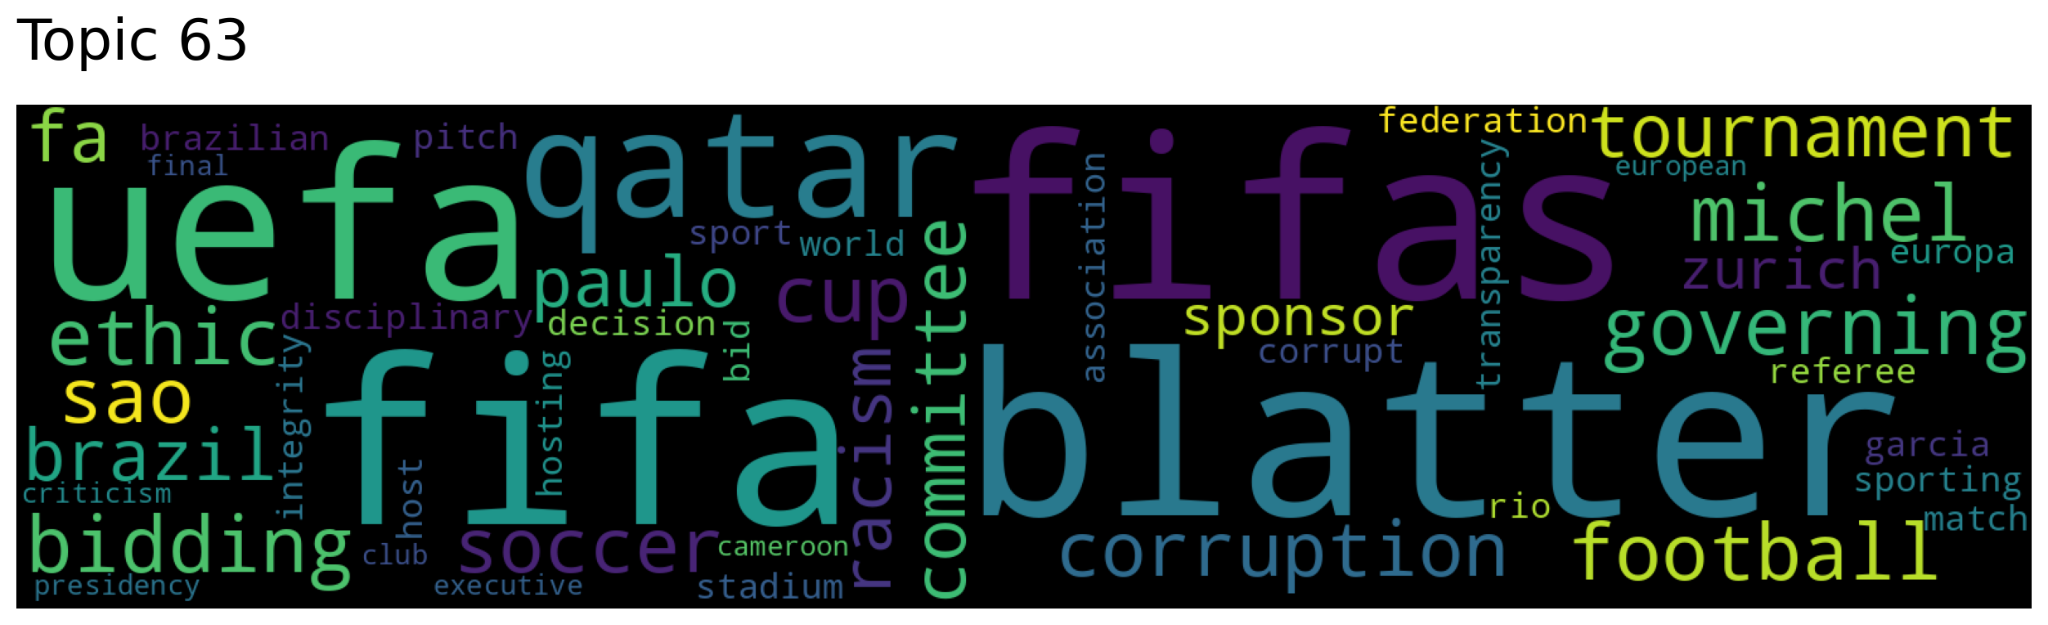 Topic 63
fa
brazilian
final
pitch
uefa
qatar
sport
world
fifas
association
federation
tournament
european
transparency
michel
zurich
europa
ethic
disciplinary
paulo
decision
bid
cup
committee
sponsor
corrupt
governing
referee
sao
integrity
fifa
hosting
host
racism
blatter
garcia
sporting
match
brazil
criticism
bidding
club
soccer
cameroon
presidency
executive
stadium
corruption
rio
football